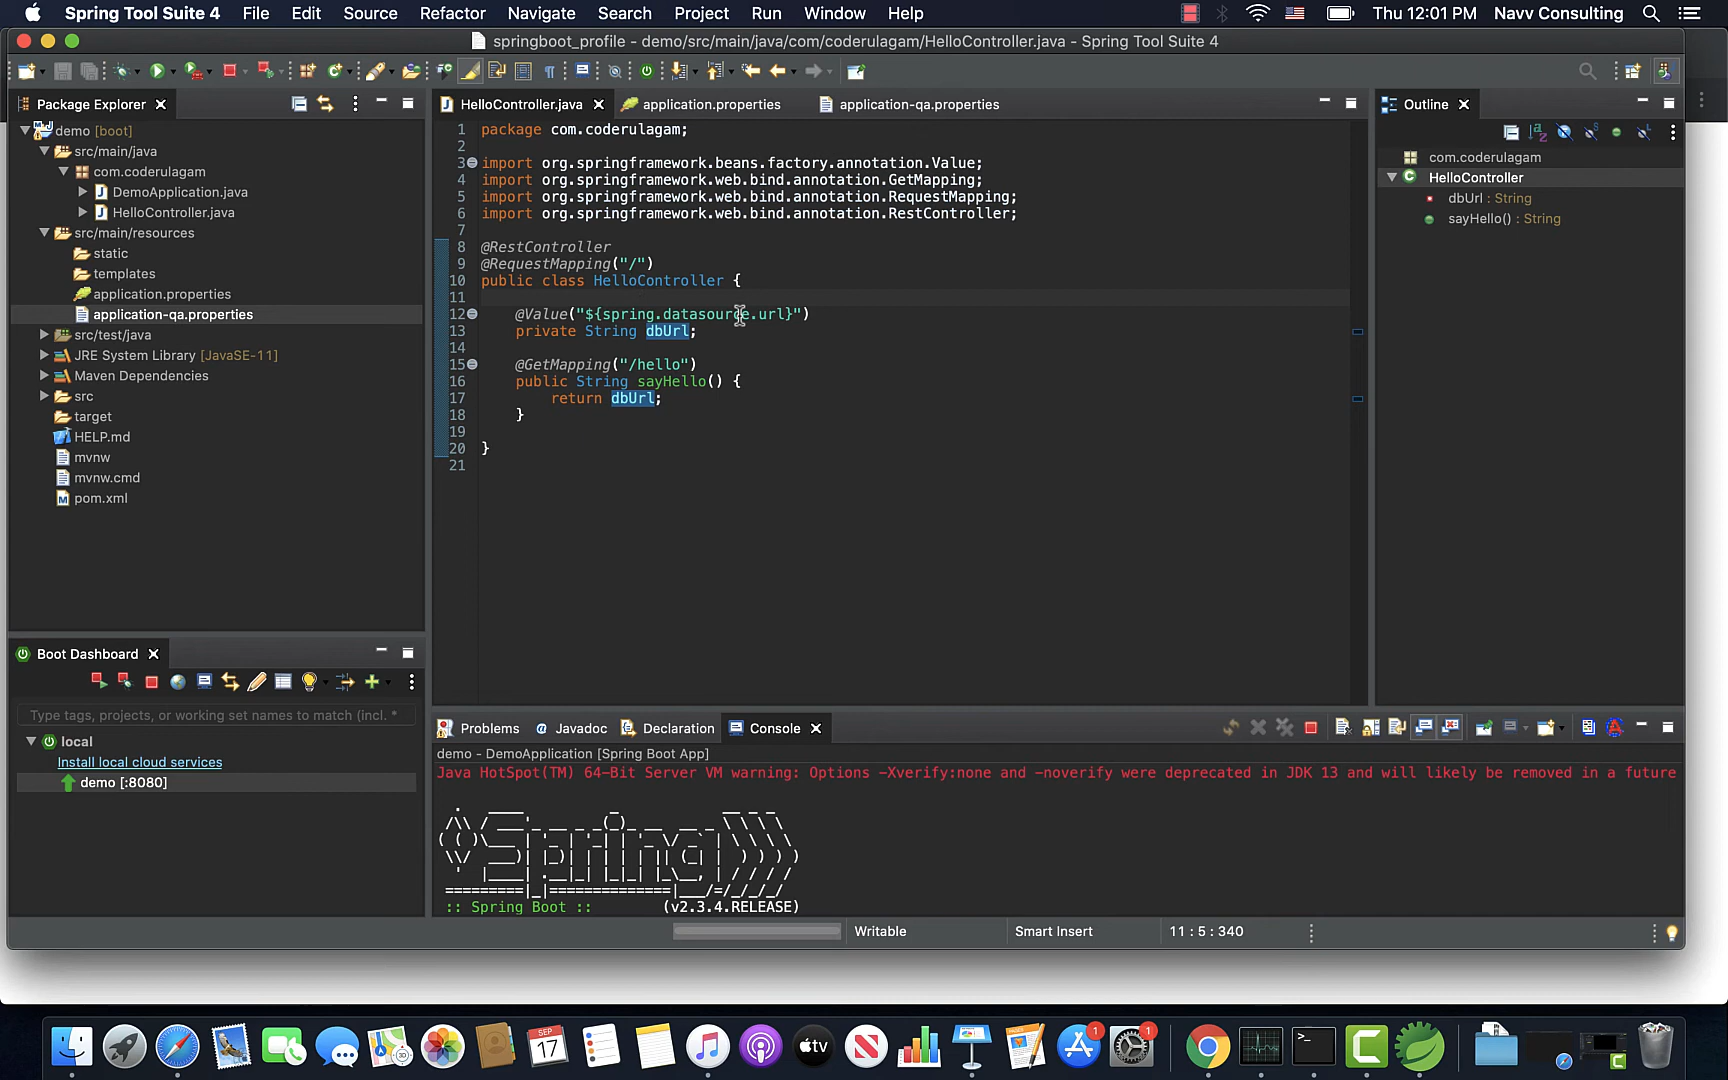 Spring Tool Suite 4 File Edit Source Refactor Navigate Search Project Run Window Help Thu 12:01 PM Navv Consulting
springboot_profile - demo/src/main/java/com/coderulagam/HelloController.java - Spring Tool Suite 4
Package Explorer
demo [boot]
src/main/java
com.coderulagam
DemoApplication.java
HelloController.java
src/main/resources
static
templates
application.properties
application-qa.properties
src/test/java
JRE System Library [JavaSE-11]
Maven Dependencies
src
target
HELP.md
mvnw
mvnw.cmd
pom.xml
HelloController.java application.properties application-qa.properties
1 package com.coderulagam;
2
3 import org.springframework.beans.factory.annotation.Value;
4 import org.springframework.web.bind.annotation.GetMapping;
5 import org.springframework.web.bind.annotation.RequestMapping;
6 import org.springframework.web.bind.annotation.RestController;
7
8 @RestController
9 @RequestMapping("/")
10 public class HelloController {
11
12 @Value("${spring.datasource.url}")
13 private String dbUrl;
14
15 @GetMapping("/hello")
16 public String sayHello() {
17 return dbUrl;
18 }
19
20 }
21
Outline
com.coderulagam
HelloController
dbUrl : String
sayHello() : String
Boot Dashboard
Type tags, projects, or working set names to match (incl. *
local
Install local cloud services
demo [:8080]
Problems @ Javadoc Declaration Console
demo - DemoApplication [Spring Boot App]
Java HotSpot(TM) 64-Bit Server VM warning: Options -Xverify:none and -noverify were deprecated in JDK 13 and will likely be removed in a future
Spring
:: Spring Boot :: (v2.3.4.RELEASE)
Writable Smart Insert 11 : 5 : 340
SEP
17
tv
1
1